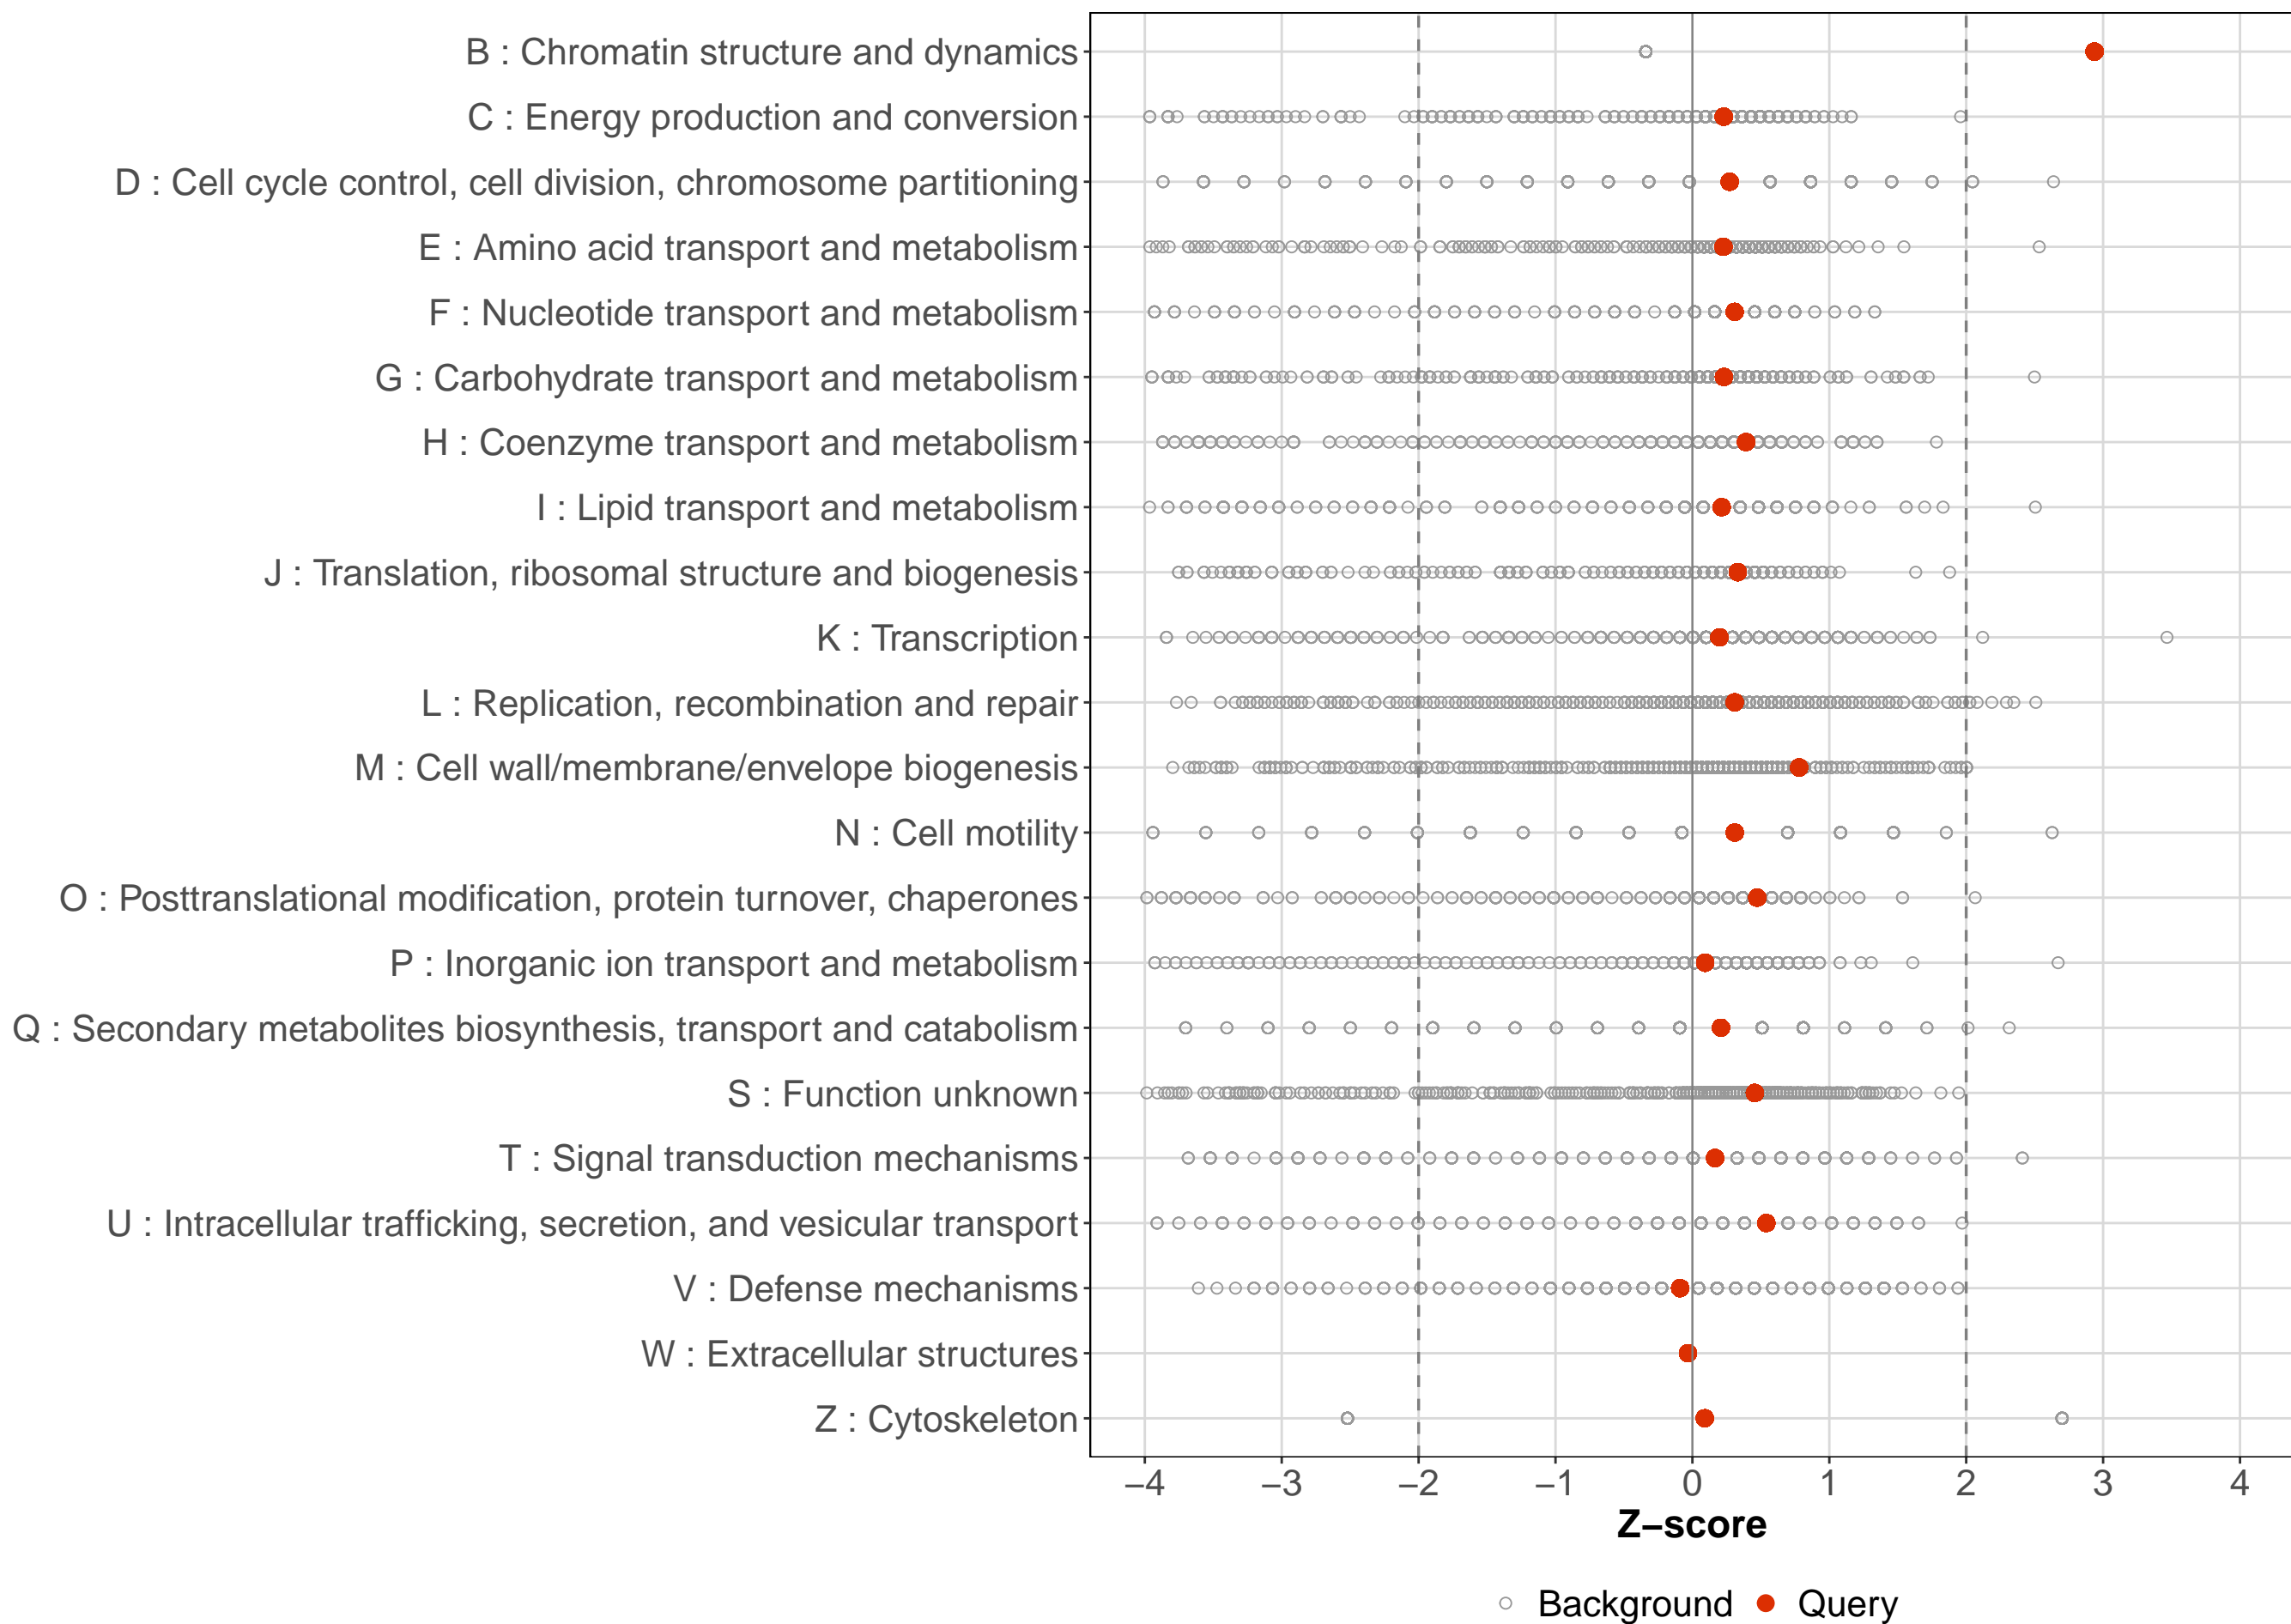 B : Chromatin structure and dynamics
C : Energy production and conversion
D : Cell cycle control, cell division, chromosome partitioning
E : Amino acid transport and metabolism
F : Nucleotide transport and metabolism
G : Carbohydrate transport and metabolism
H : Coenzyme transport and metabolism
I : Lipid transport and metabolism
J : Translation, ribosomal structure and biogenesis
K : Transcription
L : Replication, recombination and repair
M : Cell wall/membrane/envelope biogenesis
N : Cell motility
O : Posttranslational modification, protein turnover, chaperones
P : Inorganic ion transport and metabolism
Q : Secondary metabolites biosynthesis, transport and catabolism
S : Function unknown
T : Signal transduction mechanisms
U : Intracellular trafficking, secretion, and vesicular transport
V : Defense mechanisms
W : Extracellular structures
Z : Cytoskeleton
−4 −3 −2 −1 0 1 2 3 4
Z−score
Background Query